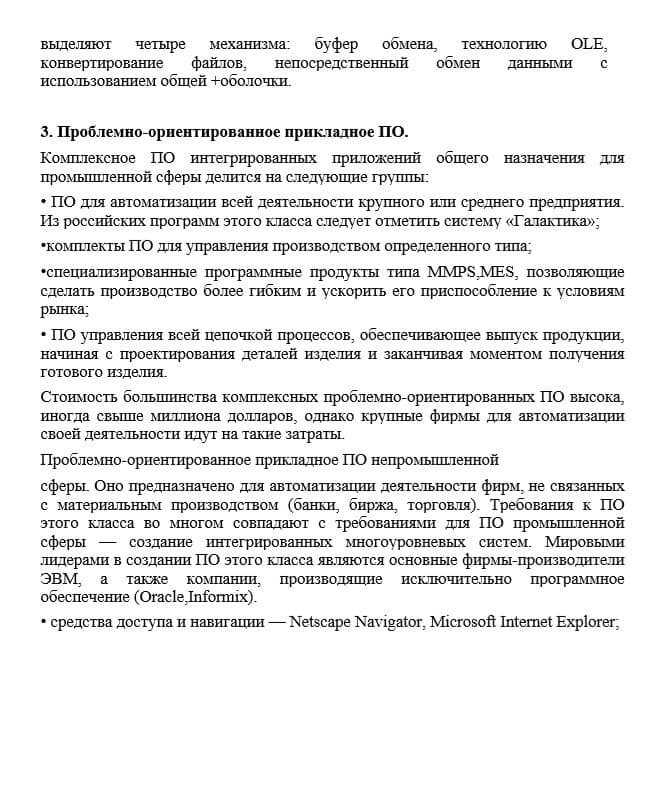 выделяют четыре механизма: буфер обмена, технологию OLE,
конвертирование файлов, непосредственный обмен данными с
использованием общей +оболочки.
3. Проблемно-ориентированное прикладное ПО.
Комплексное ПО интегрированных приложений общего назначения для
промышленной сферы делится на следующие группы:
• ПО для автоматизации всей деятельности крупного или среднего предприятия.
Из российских программ этого класса следует отметить систему «Галактика»;
•комплекты ПО для управления производством определенного типа;
•специализированные программные продукты типа MMPS,MES, позволяющие
сделать производство более гибким и ускорить его приспособление к условиям
рынка;
• ПО управления всей цепочкой процессов, обеспечивающее выпуск продукции,
начиная с проектирования деталей изделия и заканчивая моментом получения
готового изделия.
Стоимость большинства комплексных проблемно-ориентированных ПО высока,
иногда свыше миллиона долларов, однако крупные фирмы для автоматизации
своей деятельности идут на такие затраты.
Проблемно-ориентированное прикладное ПО непромышленной
сферы. Оно предназначено для автоматизации деятельности фирм, не связанных
с материальным производством (банки, биржа, торговля). Требования к ПО
этого класса во многом совпадают с требованиями для ПО промышленной
сферы — создание интегрированных многоуровневых систем. Мировыми
лидерами в создании ПО этого класса являются основные фирмы-производители
ЭВМ, а также компании, производящие исключительно программное
обеспечение (Oracle,Informix).
• средства доступа и навигации — Netscape Navigator, Microsoft Internet Explorer;